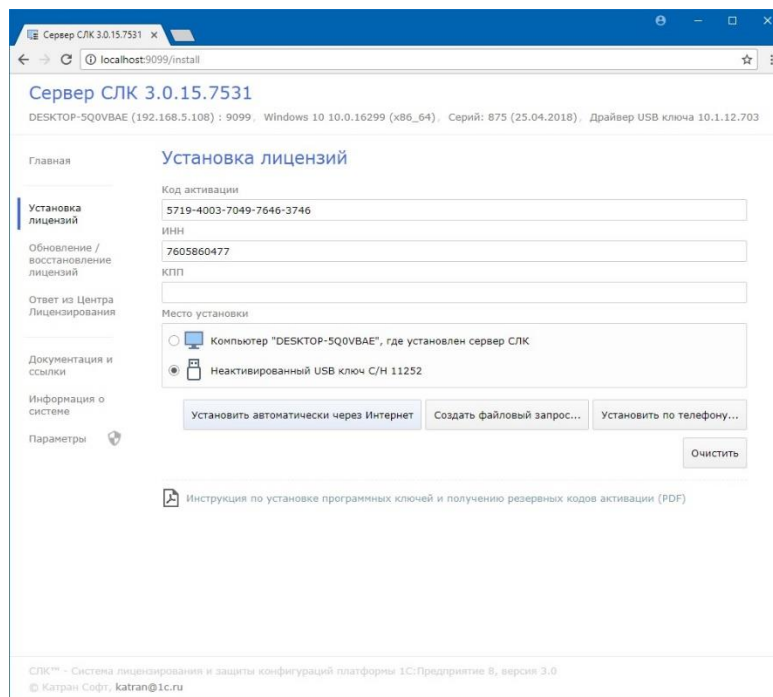 Сервер СЛК 3.0.15.7531
localhost:9099/install
Сервер СЛК 3.0.15.7531
DESKTOP-5Q0VBAE (192.168.5.108) : 9099, Windows 10 10.0.16299 (x86_64), Серий: 875 (25.04.2018), Драйвер USB ключа 10.1.12.703
Главная
Установка
лицензий
Обновление /
восстановление
лицензий
Ответ из Центра
Лицензирования
Документация и
ссылки
Информация о
системе
Параметры
Установка лицензий
Код активации
5719-4003-7049-7646-3746
ИНН
7605860477
КПП
Место установки
Компьютер "DESKTOP-5Q0VBAE", где установлен сервер СЛК
Неактивированный USB ключ С/Н 11252
Установить автоматически через Интернет
Создать файловый запрос...
Установить по телефону...
Очистить
Инструкция по установке программных ключей и получению резервных кодов активации (PDF)
СЛК™ - Система лицензирования и защиты конфигураций платформы 1С:Предприятие 8, версия 3.0
© Катран Софт, katran@1c.ru